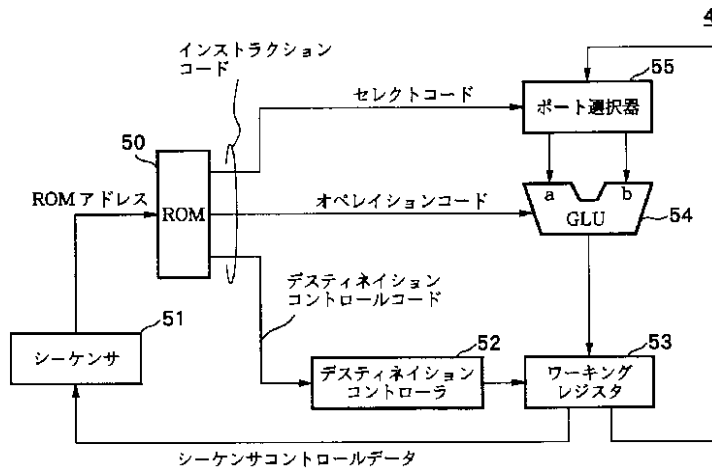 4
インストラクション
コード
55
セレクトコード
ポート選択器
50
ROMアドレス
ROM
オペレイションコード
a
b
GLU
54
デスティネイション
コントロールコード
51
シーケンサ
52
デスティネイション
コントローラ
53
ワーキング
レジスタ
シーケンサコントロールデータ